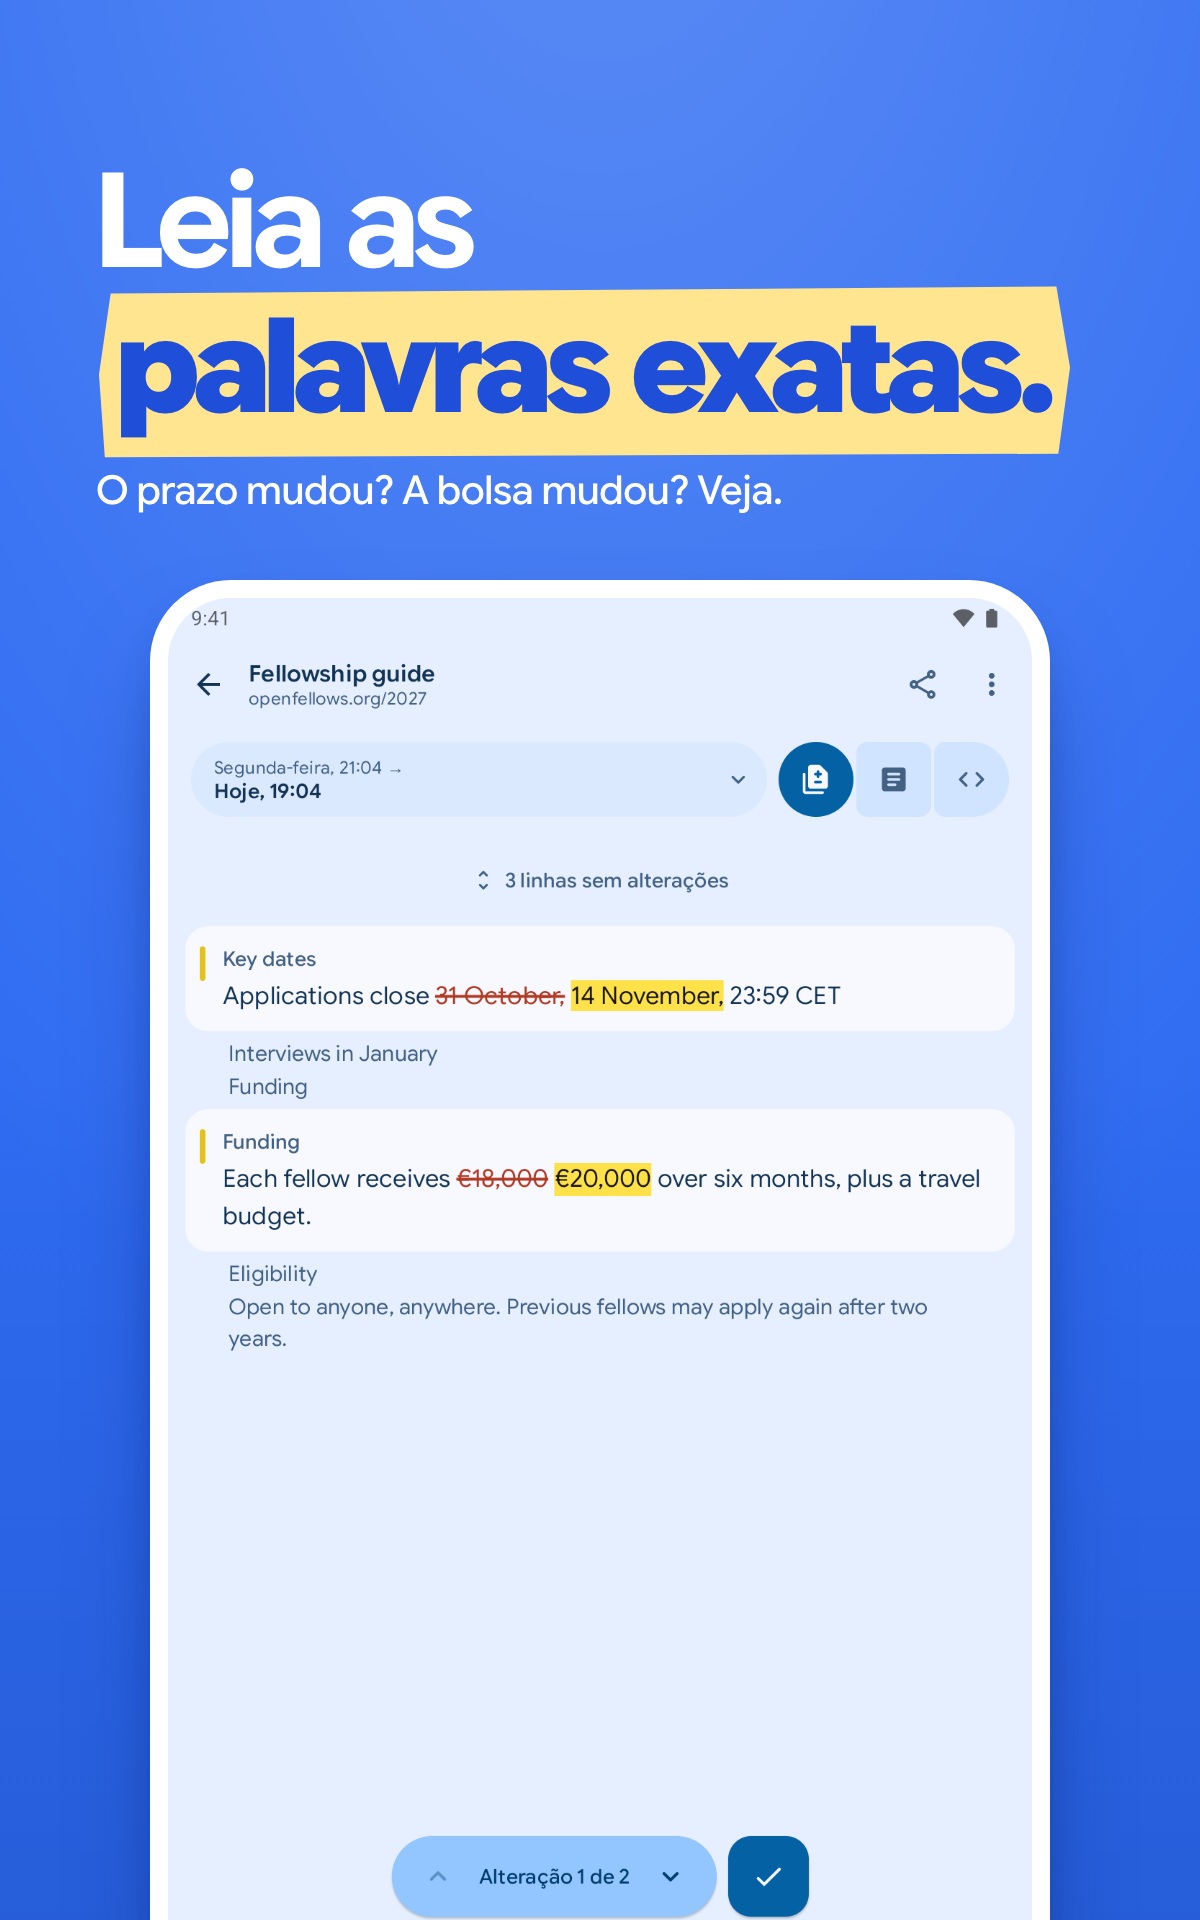 Leia as
palavras exatas.
O prazo mudou? A bolsa mudou? Veja.
9:41
Fellowship guide
openfellows.org/2027
Segunda-feira, 21:04 →
Hoje, 19:04
3 linhas sem alterações
Key dates
Applications close 31 October, 14 November, 23:59 CET
Interviews in January
Funding
Funding
Each fellow receives €18,000 €20,000 over six months, plus a travel
budget.
Eligibility
Open to anyone, anywhere. Previous fellows may apply again after two
years.
Alteração 1 de 2